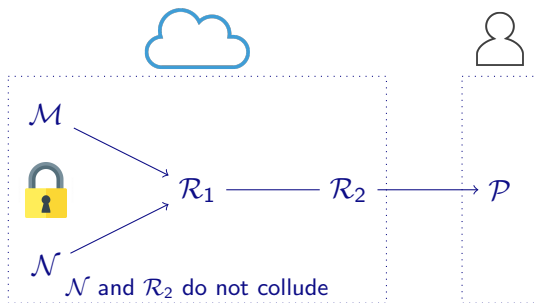 ℳ
ℛ₁
ℛ₂
𝒫
𝒩
𝒩 and ℛ₂ do not collude